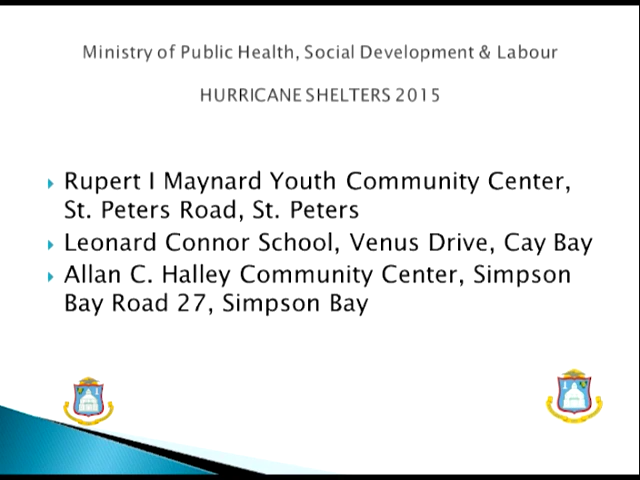 Ministry of Public Health, Social Development & Labour
HURRICANE SHELTERS 2015
Rupert I Maynard Youth Community Center,
St. Peters Road, St. Peters
Leonard Connor School, Venus Drive, Cay Bay
Allan C. Halley Community Center, Simpson
Bay Road 27, Simpson Bay